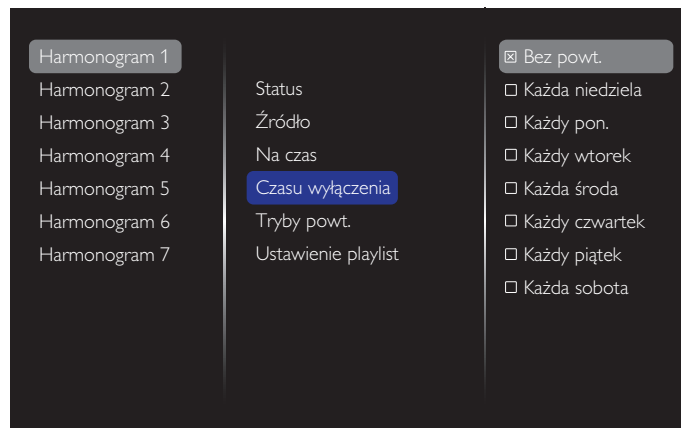 Harmonogram 1
Harmonogram 2
Harmonogram 3
Harmonogram 4
Harmonogram 5
Harmonogram 6
Harmonogram 7
Status
Źródło
Na czas
Czasu wyłączenia
Tryby powt.
Ustawienie playlist
Bez powt.
Każda niedziela
Każdy pon.
Każdy wtorek
Każda środa
Każdy czwartek
Każdy piątek
Każda sobota